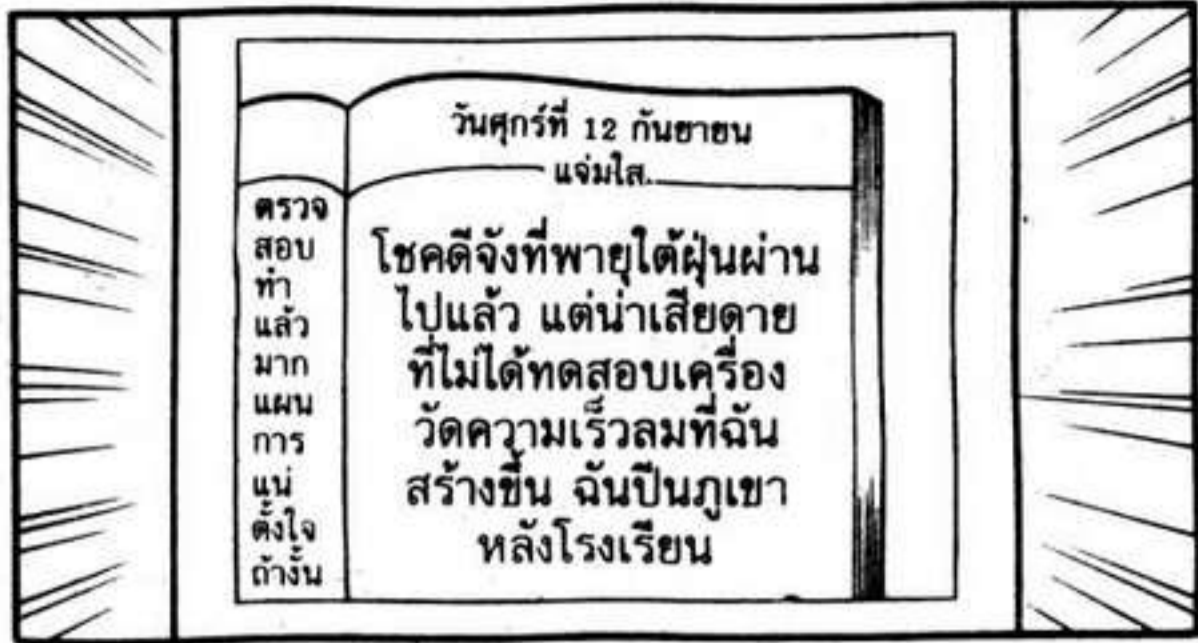 วันศุกร์ที่ 12 กันยายน
แจ่มใส
ตรวจ
สอบ
ทำ
แล้ว
มาก
แผน
การ
แน่
ตั้งใจ
ถ้างั้น
โชคดีจังที่พายุใต้ฝุ่นผ่าน
ไปแล้ว แต่น่าเสียดาย
ที่ไม่ได้ทดสอบเครื่อง
วัดความเร็วลมที่ฉัน
สร้างขึ้น ฉันปีนภูเขา
หลังโรงเรียน